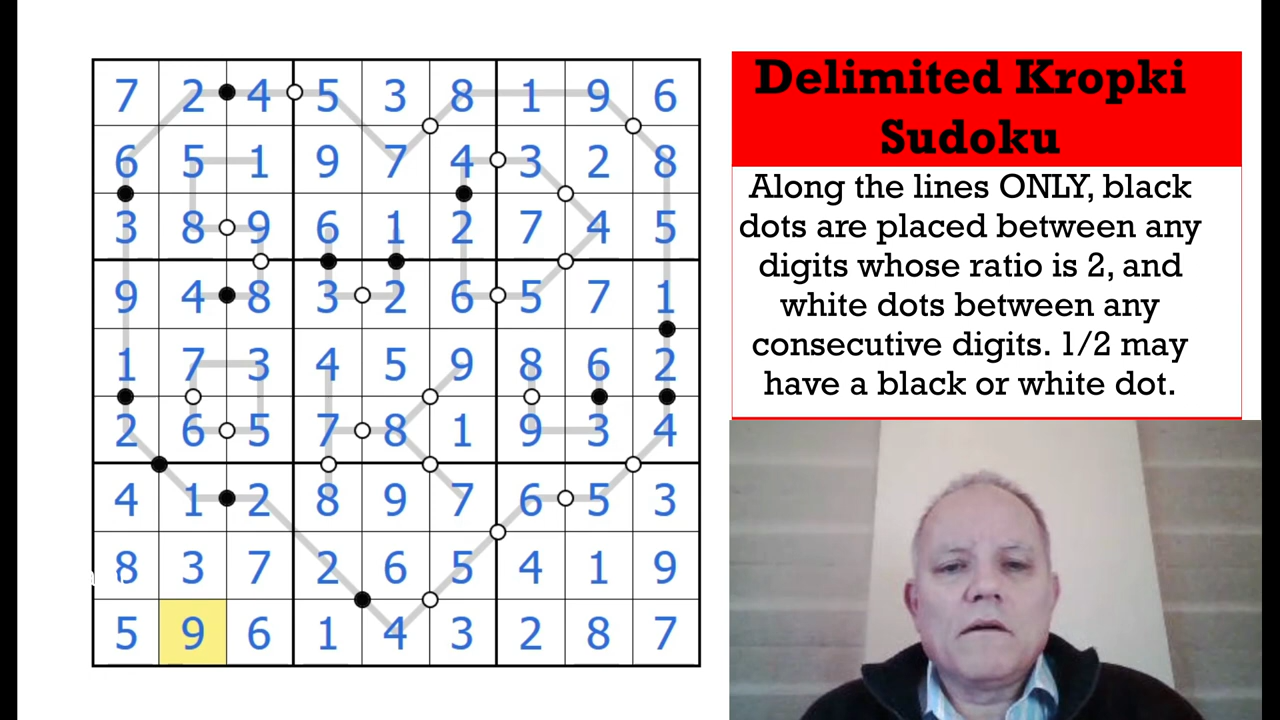 Delimited Kropki
Sudoku
Along the lines ONLY, black
dots are placed between any
digits whose ratio is 2, and
white dots between any
consecutive digits. 1/2 may
have a black or white dot.
7 2 4 5 3 8 1 9 6
6 5 1 9 7 4 3 2 8
3 8 9 6 1 2 7 4 5
9 4 8 3 2 6 5 7 1
1 7 3 4 5 9 8 6 2
2 6 5 7 8 1 9 3 4
4 1 2 8 9 7 6 5 3
8 3 7 2 6 5 4 1 9
5 9 6 1 4 3 2 8 7